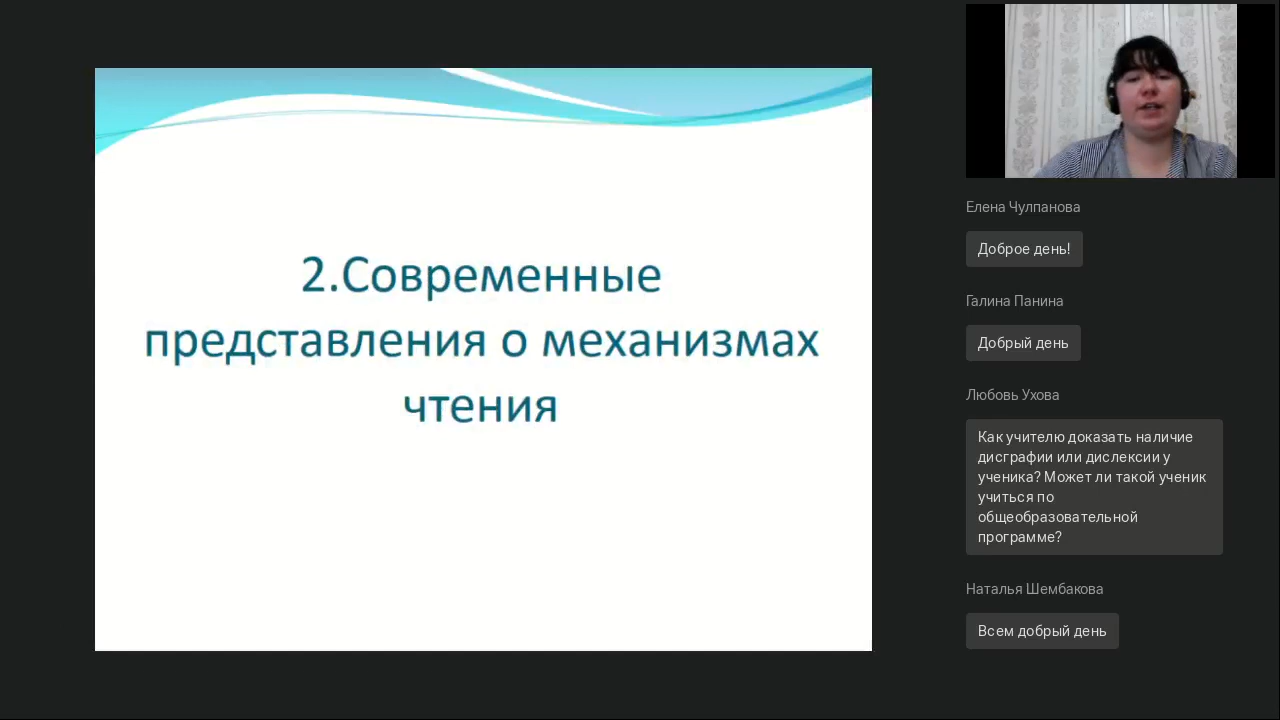 2.Современные
представления о механизмах
чтения
Елена Чулпанова
Доброе день!
Галина Панина
Добрый день
Любовь Ухова
Как учителю доказать наличие
дисграфии или дислексии у
ученика? Может ли такой ученик
учиться по
общеобразовательной
программе?
Наталья Шембакова
Всем добрый день